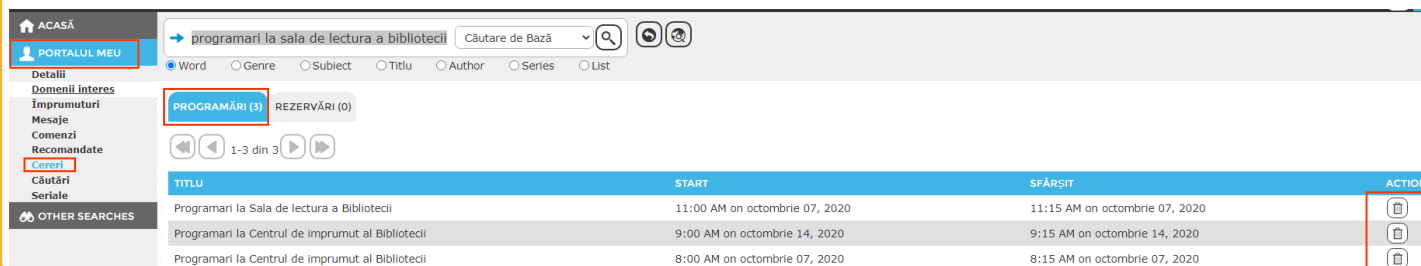 ACASĂ
PORTALUL MEU
Detalii
Domenii interes
Împrumuturi
Mesaje
Comenzi
Recomandate
Cereri
Căutări
Seriale
OTHER SEARCHES
programari la sala de lectura a bibliotecii Căutare de Bază
Word Genre Subiect Titlu Author Series List
PROGRAMĂRI (3) REZERVĂRI (0)
1-3 din 3
TITLU START SFÂRȘIT ACTION
Programari la Sala de lectura a Bibliotecii 11:00 AM on octombrie 07, 2020 11:15 AM on octombrie 07, 2020
Programari la Centrul de imprumut al Bibliotecii 9:00 AM on octombrie 14, 2020 9:15 AM on octombrie 14, 2020
Programari la Centrul de imprumut al Bibliotecii 8:00 AM on octombrie 07, 2020 8:15 AM on octombrie 07, 2020